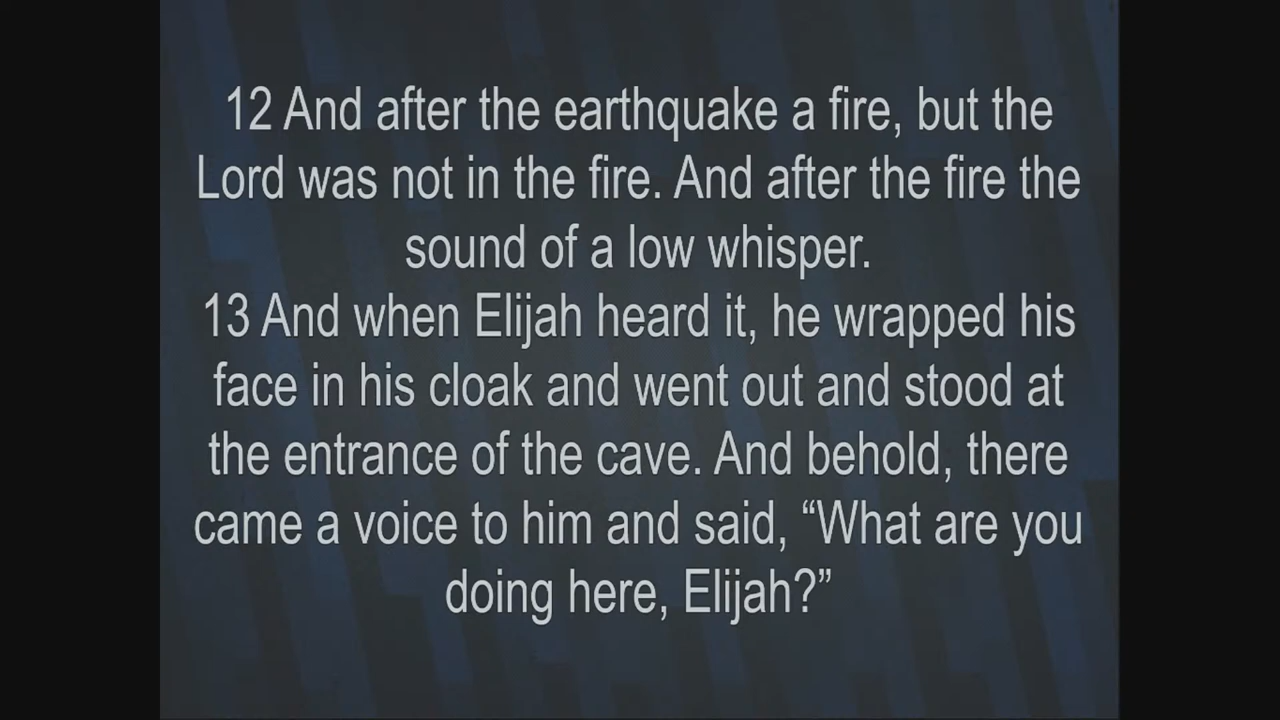 12 And after the earthquake a fire, but the
Lord was not in the fire. And after the fire the
sound of a low whisper.
13 And when Elijah heard it, he wrapped his
face in his cloak and went out and stood at
the entrance of the cave. And behold, there
came a voice to him and said, “What are you
doing here, Elijah?”